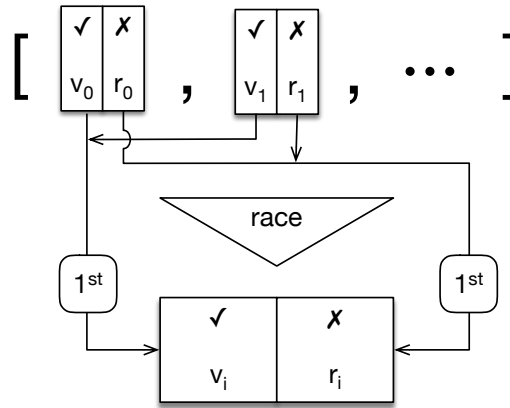 [ ✓ ✗ , ✓ ✗ , ... ]
v0 r0 v1 r1
race
1st 1st
✓ ✗
vi ri